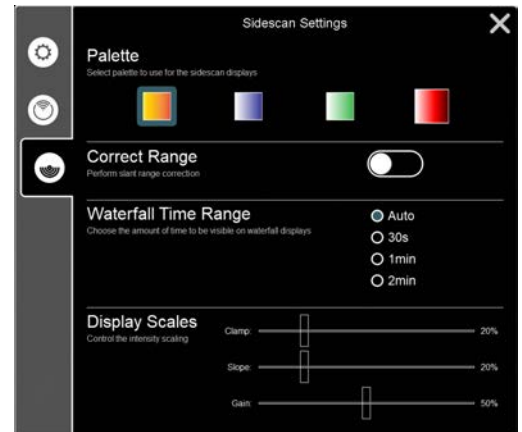 Sidescan Settings
Palette
Select palette to use for the sidescan displays
Correct Range
Perform slant range correction
Waterfall Time Range
Choose the amount of time to be visible on waterfall displays
Auto
30s
1min
2min
Display Scales
Control the intensity scaling
Clamp: 20%
Slope: 20%
Gain: 50%